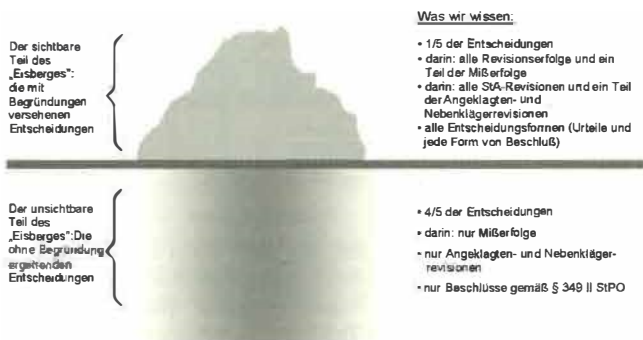 Was wir wissen:
Der sichtbare
Teil des
„Eisberges“:
die mit
Begründungen
versehenen
Entscheidungen
• 1/5 der Entscheidungen
• darin: alle Revisionserfolge und ein
Teil der Mißerfolge
• darin: alle StA-Revisionen und ein Teil
der Angeklagten- und
Nebenklägerrevisionen
• alle Entscheidungsformen (Urteile und
jede Form von Beschluß)
Der unsichtbare
Teil des
„Eisberges“:Die
ohne Begründung
ergehenden
Entscheidungen
• 4/5 der Entscheidungen
• darin: nur Mißerfolge
• nur Angeklagten- und Nebenkläger-
revisionen
• nur Beschlüsse gemäß § 349 II StPO